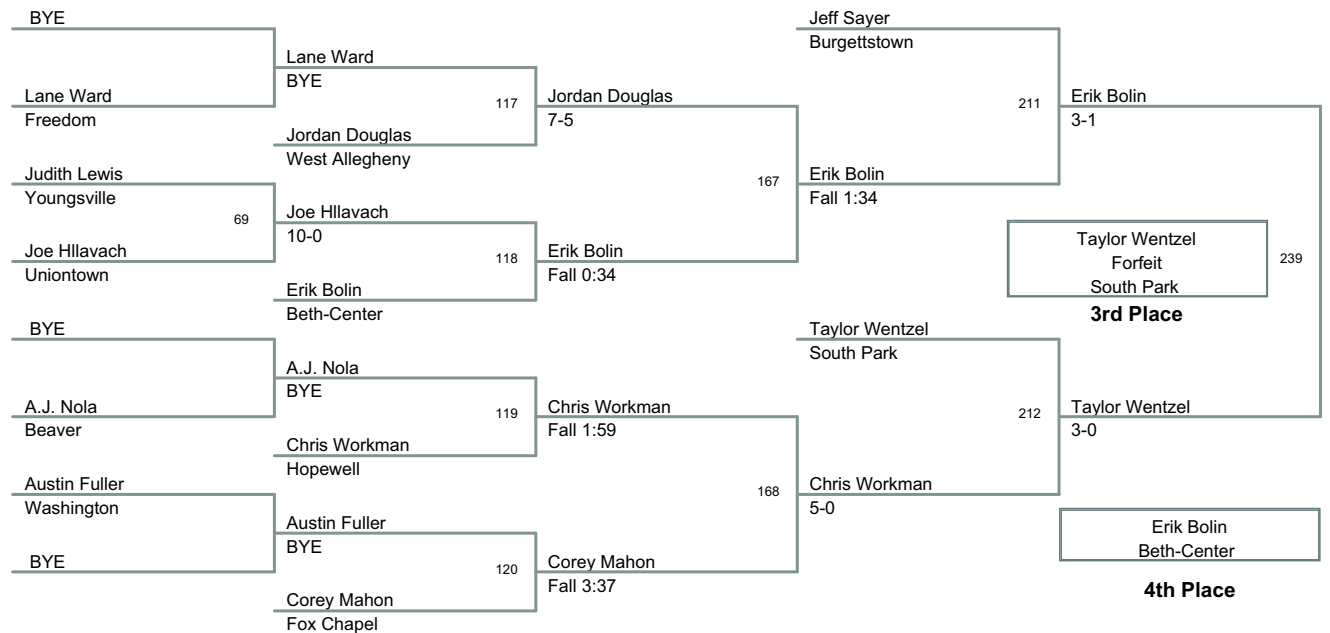 BYE
Lane Ward
Freedom
Judith Lewis
Youngsville
69
Joe Hllavach
Uniontown
BYE
A.J. Nola
Beaver
Austin Fuller
Washington
BYE
Lane Ward
BYE
117
Jordan Douglas
West Allegheny
Joe Hllavach
10-0
118
Erik Bolin
Beth-Center
A.J. Nola
BYE
119
Chris Workman
Hopewell
Austin Fuller
BYE
120
Corey Mahon
Fox Chapel
Jordan Douglas
7-5
167
Erik Bolin
Fall 0:34
Chris Workman
Fall 1:59
168
Corey Mahon
Fall 3:37
Jeff Sayer
Burgettstown
211
Erik Bolin
Fall 1:34
Taylor Wentzel
South Park
212
Chris Workman
5-0
Erik Bolin
3-1
Taylor Wentzel
Forfeit
South Park
239
3rd Place
Taylor Wentzel
3-0
Erik Bolin
Beth-Center
4th Place